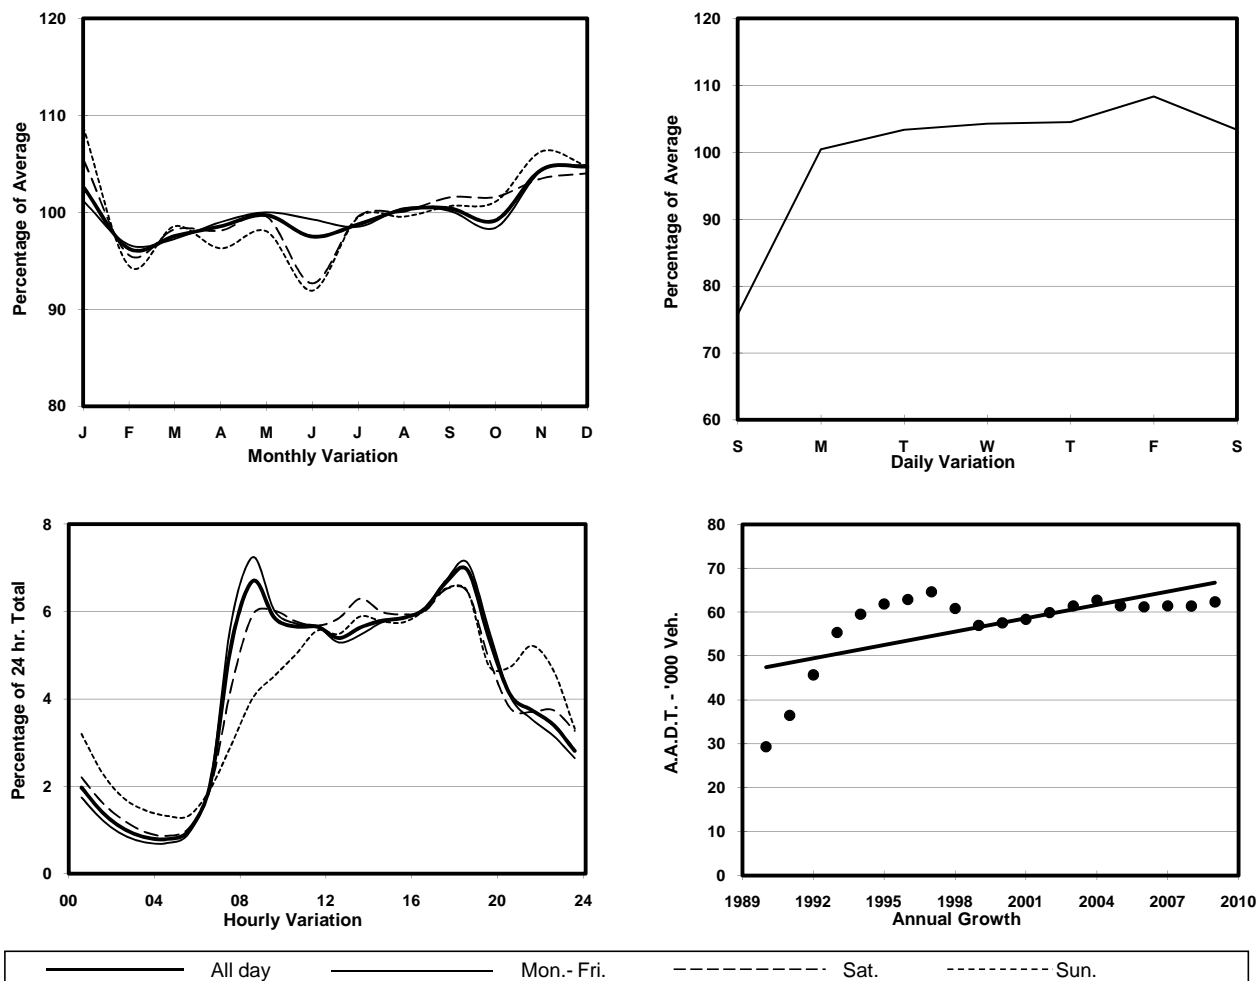 120
110
100
90
80
Percentage of Average
J F M A M J J A S O N D
Monthly Variation
120
110
100
90
80
70
60
Percentage of Average
S M T W T F S
Daily Variation
8
6
4
2
0
Percentage of 24 hr. Total
00 04 08 12 16 20 24
Hourly Variation
80
70
60
50
40
30
20
10
0
A.A.D.T. - '000 Veh.
1989 1992 1995 1998 2001 2004 2007 2010
Annual Growth
All day Mon.- Fri. Sat. Sun.